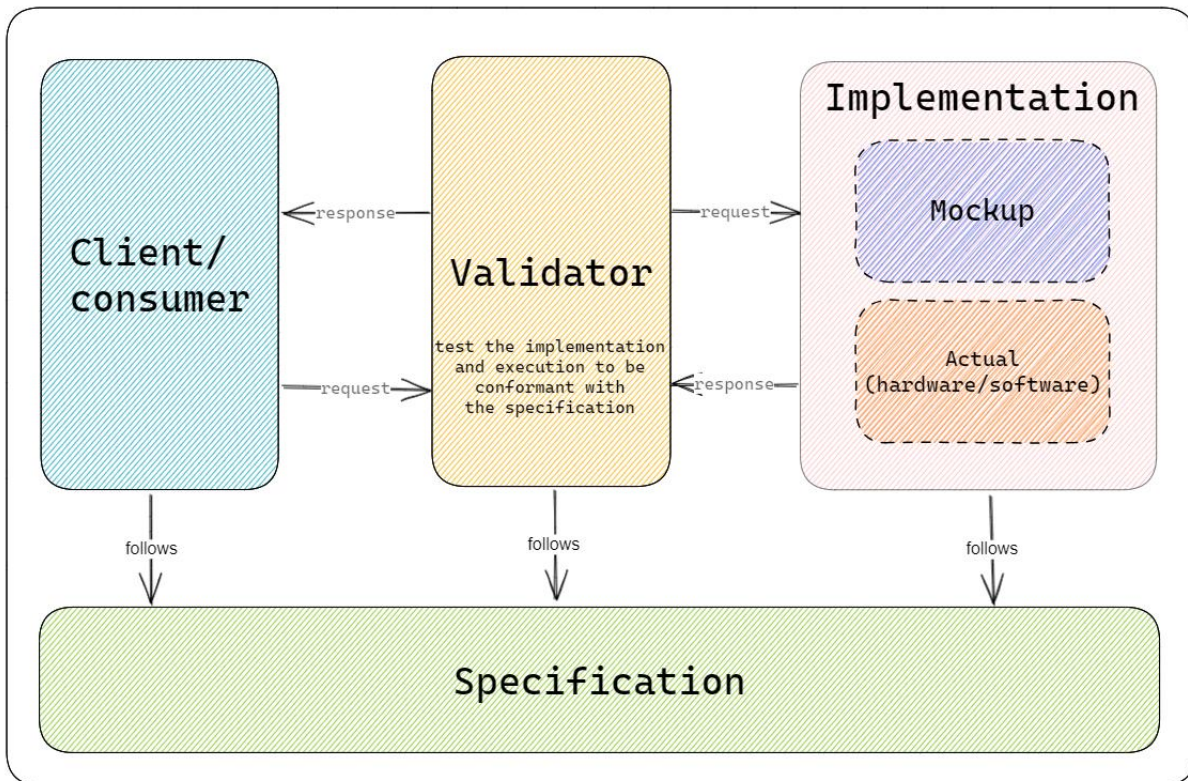 Implementation
Mockup
response
request
Client/
consumer
Validator
test the implementation
and execution to be
conformant with
the specification
Actual
(hardware/software)
request
response
follows
follows
follows
Specification